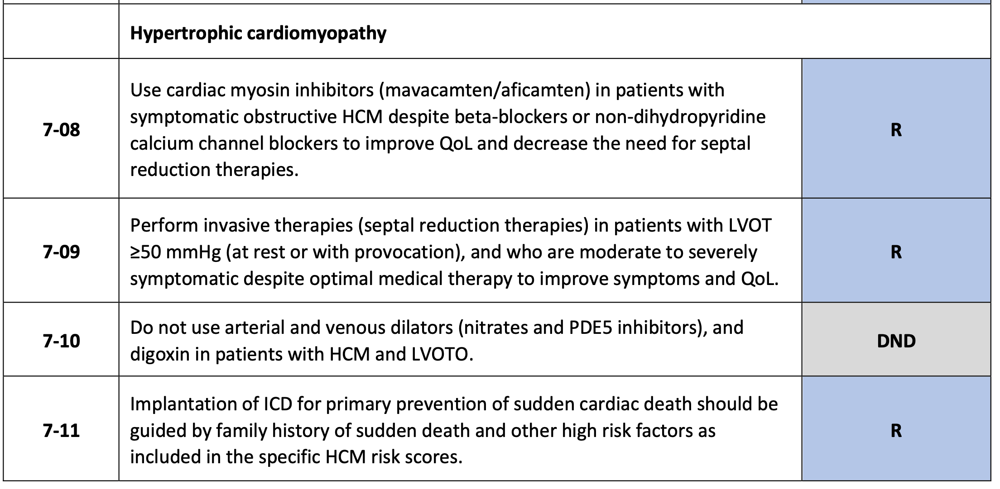 Hypertrophic cardiomyopathy
7-08
Use cardiac myosin inhibitors (mavacamten/aficamten) in patients with
symptomatic obstructive HCM despite beta-blockers or non-dihydropyridine
calcium channel blockers to improve QoL and decrease the need for septal
reduction therapies.
R
7-09
Perform invasive therapies (septal reduction therapies) in patients with LVOT
≥50 mmHg (at rest or with provocation), and who are moderate to severely
symptomatic despite optimal medical therapy to improve symptoms and QoL.
R
7-10
Do not use arterial and venous dilators (nitrates and PDE5 inhibitors), and
digoxin in patients with HCM and LVOTO.
DND
7-11
Implantation of ICD for primary prevention of sudden cardiac death should be
guided by family history of sudden death and other high risk factors as
included in the specific HCM risk scores.
R